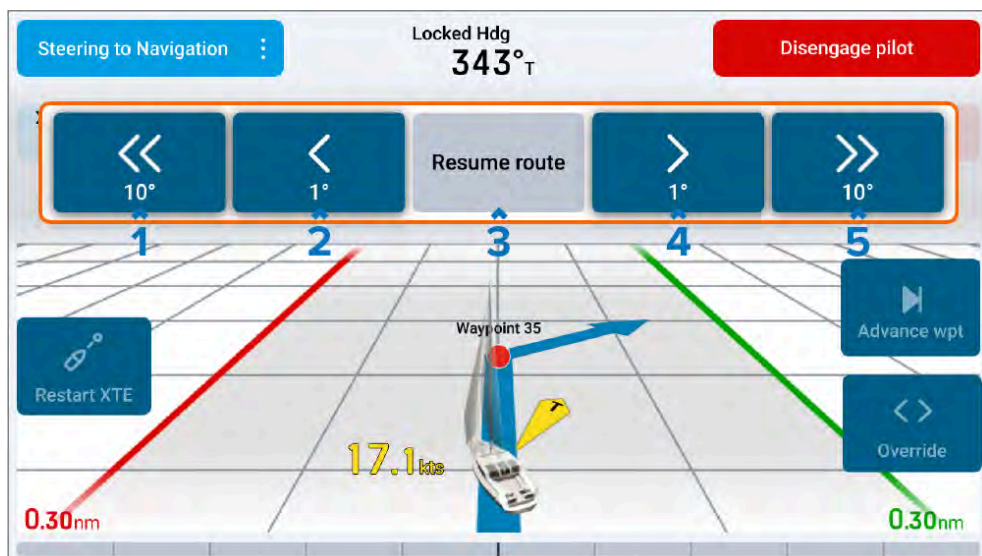 Steering to Navigation
Locked Hdg
343°T
Disengage pilot
10°
1°
Resume route
1°
10°
1
2
3
4
5
Advance wpt
Waypoint 35
Restart XTE
T
Override
17.1kts
0.30nm
0.30nm